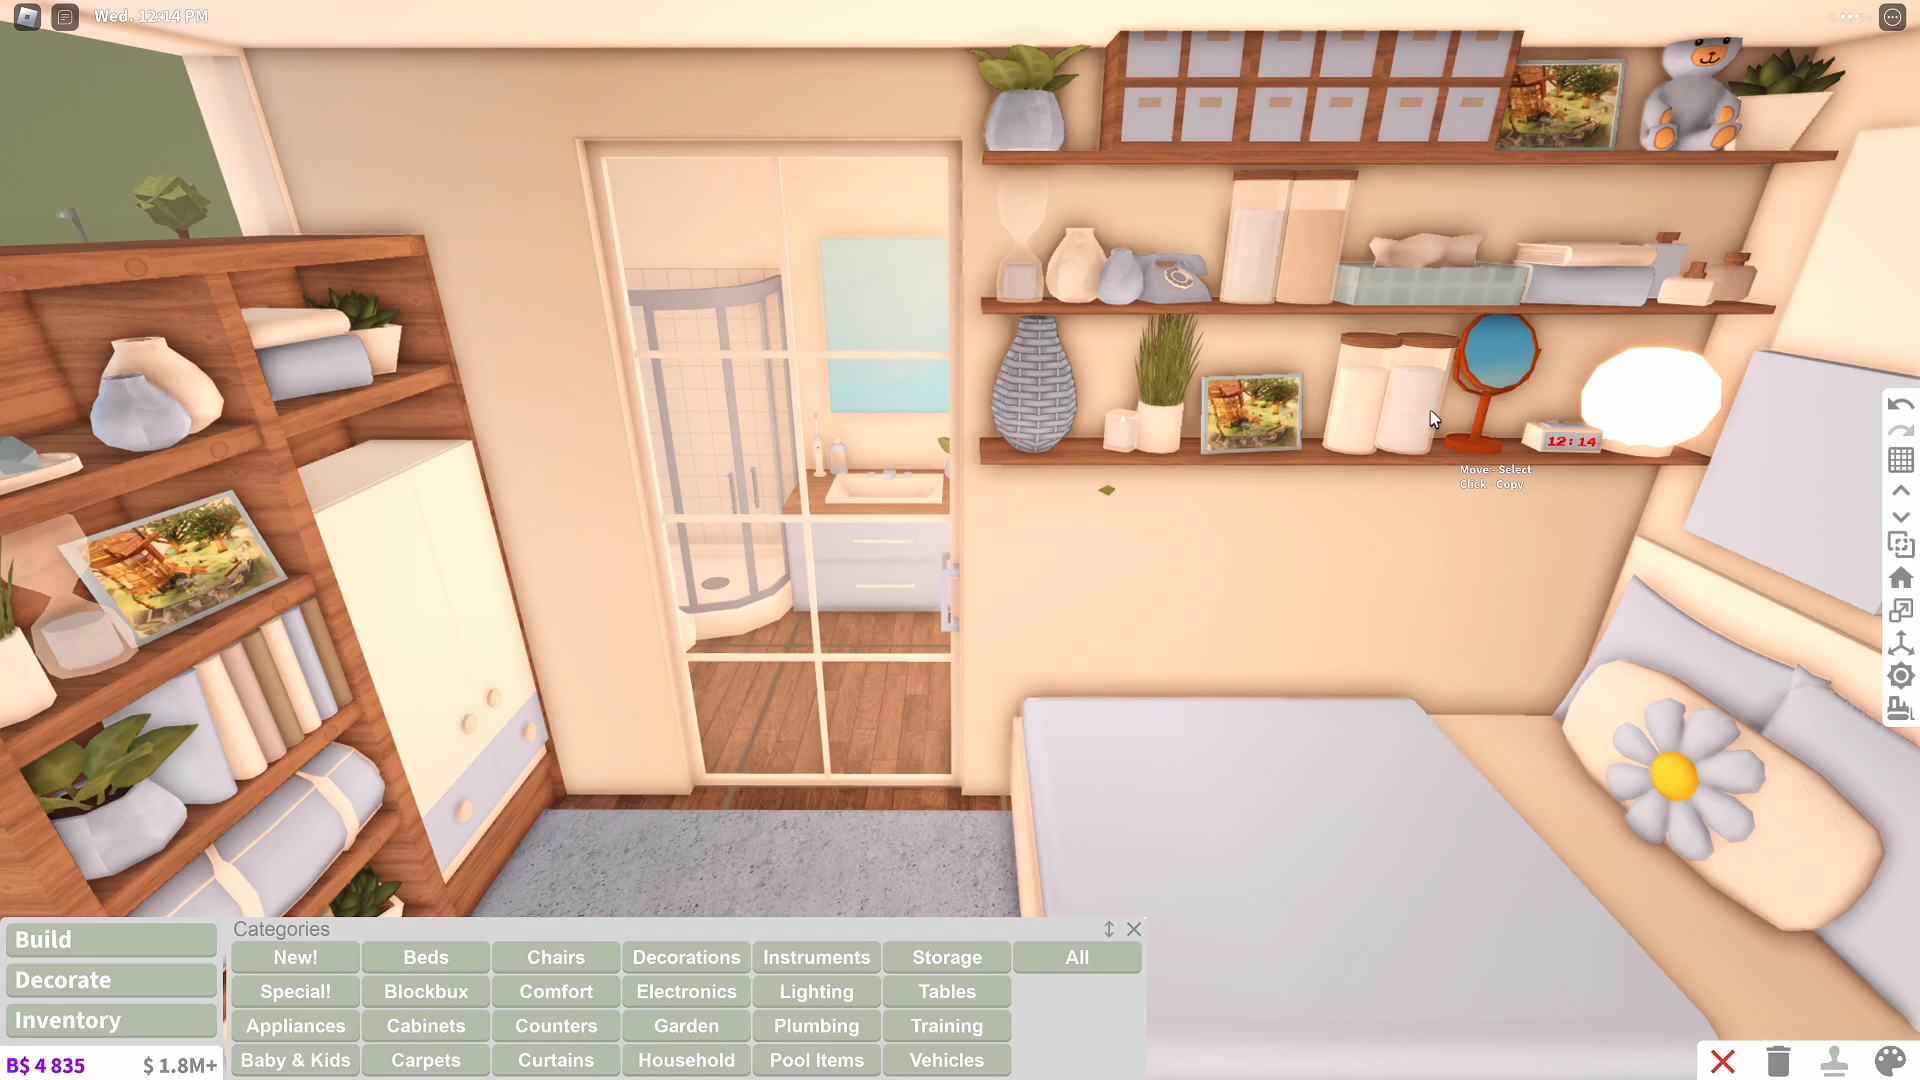 Wed. 12:14 PM
12:14
Move - Select
Click - Copy
Build
Decorate
Inventory
B$ 4 835
$ 1.8M+
Categories
New!
Beds
Chairs
Decorations
Instruments
Storage
All
Special!
Blockbux
Comfort
Electronics
Lighting
Tables
Appliances
Cabinets
Counters
Garden
Plumbing
Training
Baby & Kids
Carpets
Curtains
Household
Pool Items
Vehicles